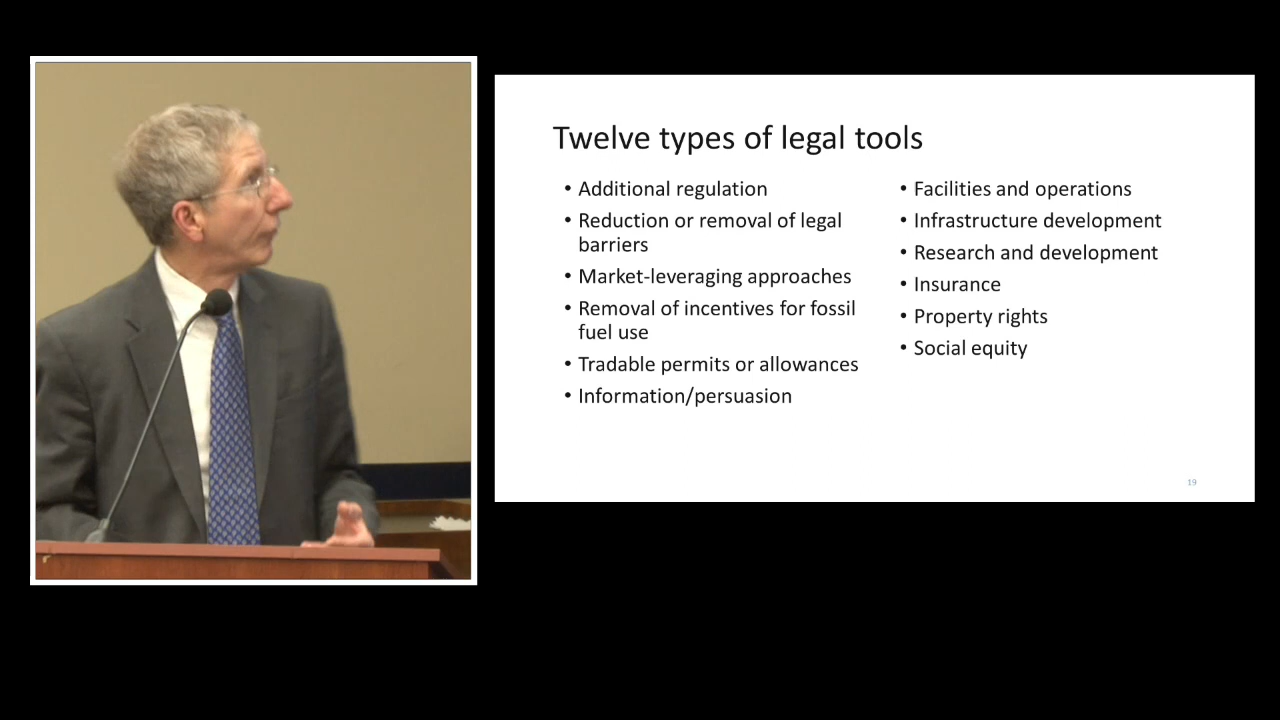 Twelve types of legal tools
• Additional regulation
• Reduction or removal of legal
barriers
• Market-leveraging approaches
• Removal of incentives for fossil
fuel use
• Tradable permits or allowances
• Information/persuasion
• Facilities and operations
• Infrastructure development
• Research and development
• Insurance
• Property rights
• Social equity
19